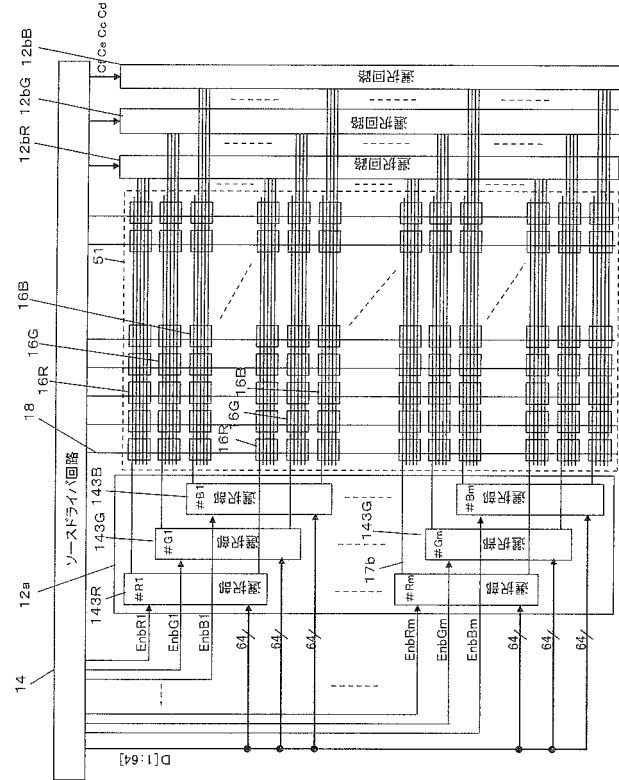 14
ソースドライバ回路
12a
143R
143G
143B
18
16R
16G
16B
51
12bR
12bG
12bB
Ce Cc Cd
選択回路
選択回路
選択回路
#R1
選択部
#G1
選択部
#B1
選択部
16R
16B
EnbR1
EnbG1
EnbB1
64
64
64
17b
143G
#Rm
選択部
#Gm
選択部
#Bm
選択部
EnbRm
EnbGm
EnbBm
64
64
64
D[1:64]